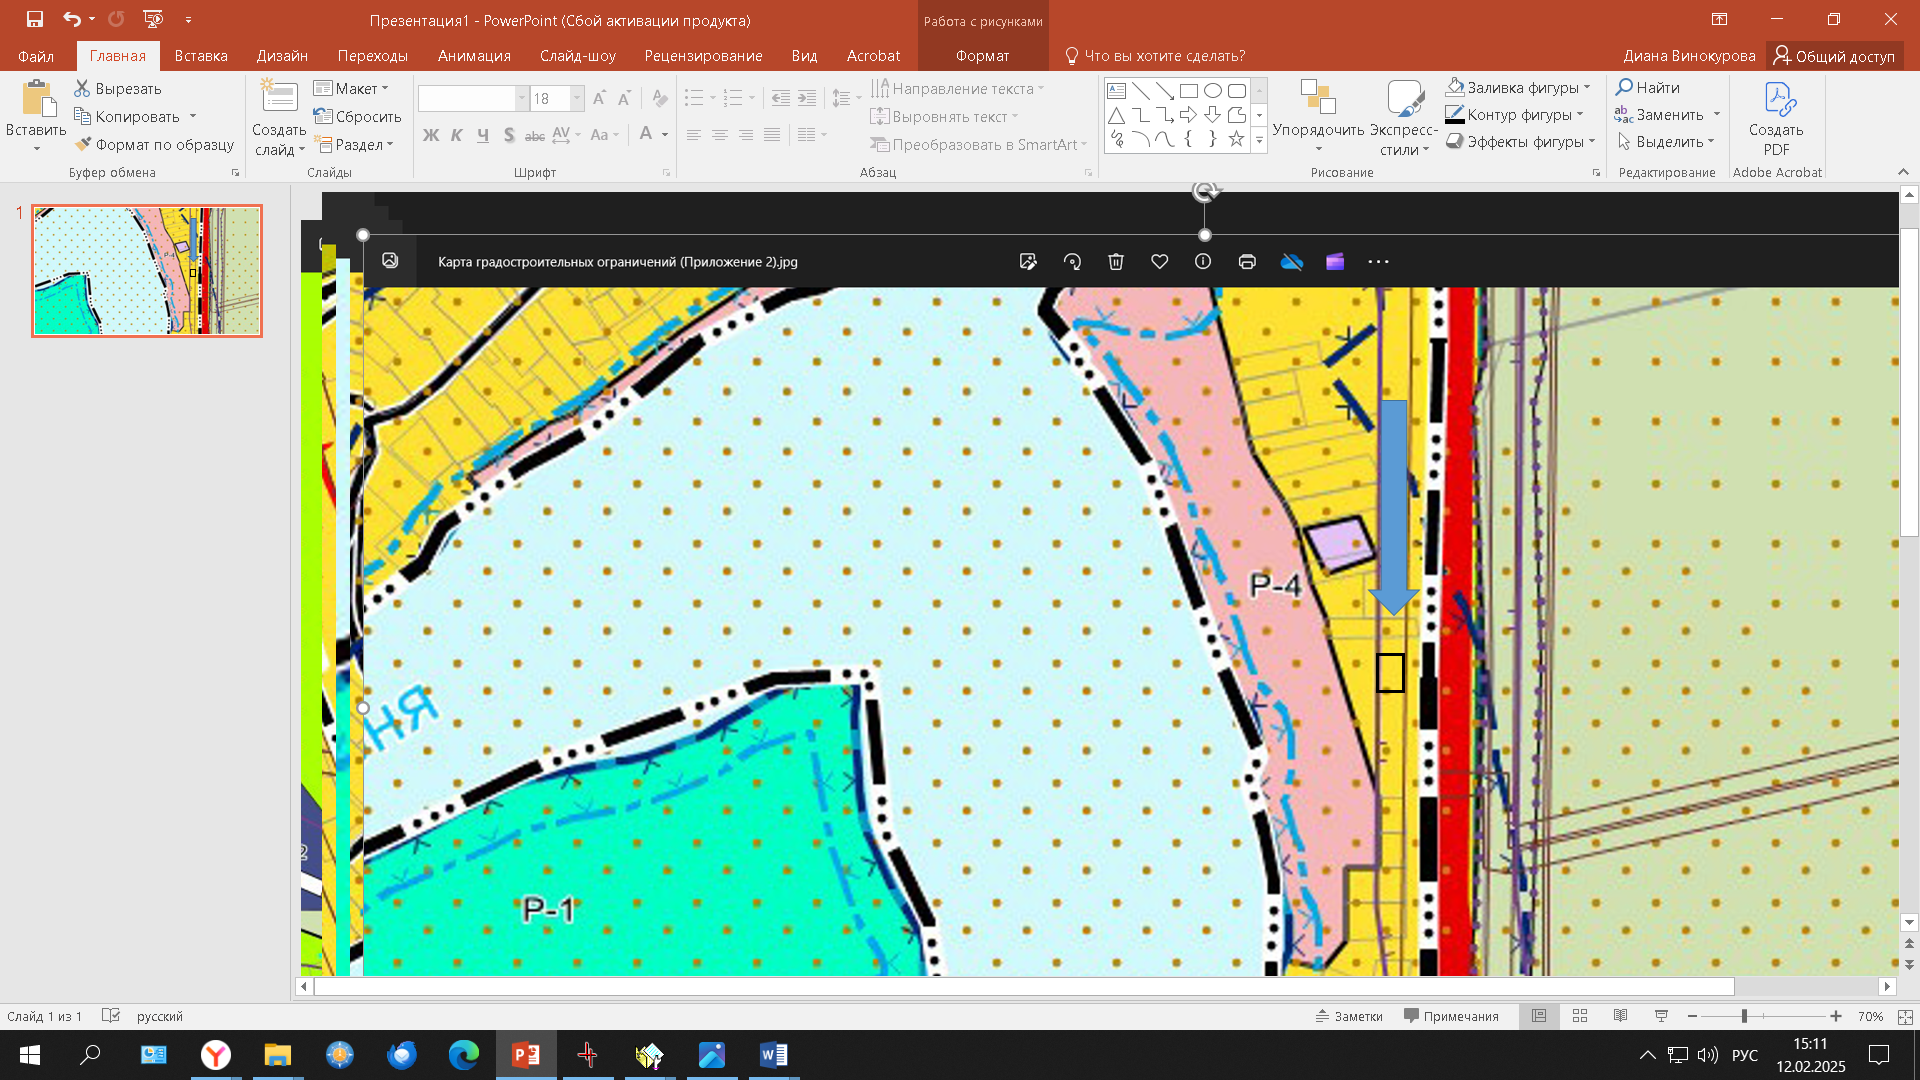 Презентация1 - PowerPoint (Сбой активации продукта)
Работа с рисунками
Файл
Главная
Вставка
Дизайн
Переходы
Анимация
Слайд-шоу
Рецензирование
Вид
Acrobat
Формат
Что вы хотите сделать?
Диана Винокурова
Общий доступ
Вставить
Вырезать
Копировать
Формат по образцу
Буфер обмена
Создать слайд
Макет
Сбросить
Раздел
Слайды
18
Ж К Ч S abc AV Aa A
Шрифт
Направление текста
Выровнять текст
Преобразовать в SmartArt
Абзац
Упорядочить
Экспресс-стили
Заливка фигуры
Контур фигуры
Эффекты фигуры
Рисование
Найти
Заменить
Выделить
Редактирование
Создать PDF
Adobe Acrobat
1
Карта градостроительных ограничений (Приложение 2).jpg
Р-4
ня
2
Р-1
Слайд 1 из 1
русский
Заметки
Примечания
70%
РУС
15:11
12.02.2025